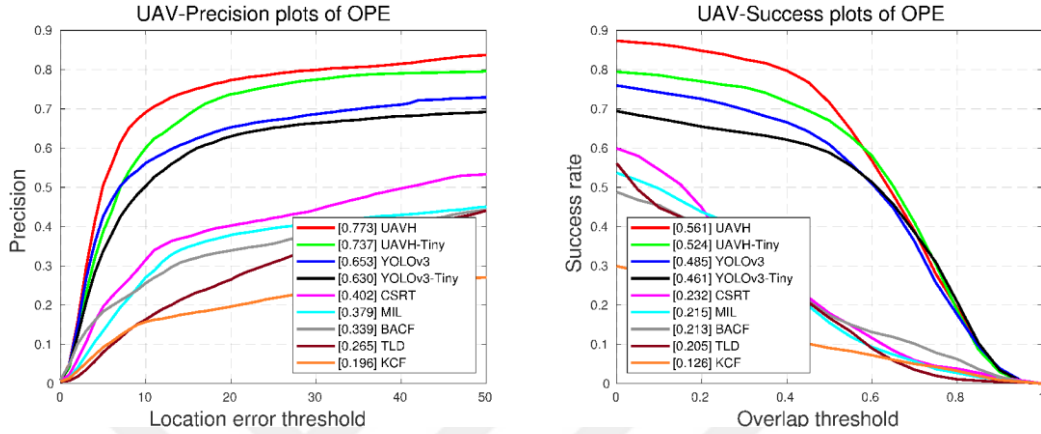 UAV-Precision plots of OPE
0.9
0.8
0.7
0.6
0.5
0.4
0.3
0.2
0.1
0
Precision
[0.773] UAVH
[0.737] UAVH-Tiny
[0.653] YOLOv3
[0.630] YOLOv3-Tiny
[0.402] CSRT
[0.379] MIL
[0.339] BACF
[0.265] TLD
[0.196] KCF
0 10 20 30 40 50
Location error threshold
UAV-Success plots of OPE
0.9
0.8
0.7
0.6
0.5
0.4
0.3
0.2
0.1
0
Success rate
[0.561] UAVH
[0.524] UAVH-Tiny
[0.485] YOLOv3
[0.461] YOLOv3-Tiny
[0.232] CSRT
[0.215] MIL
[0.213] BACF
[0.205] TLD
[0.126] KCF
0 0.2 0.4 0.6 0.8 1
Overlap threshold